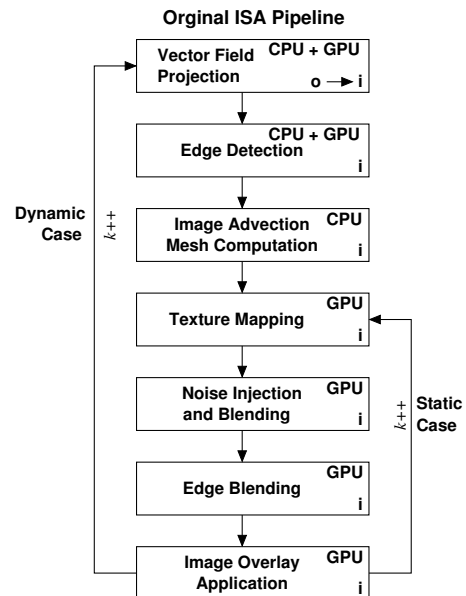 Orginal ISA Pipeline
CPU + GPU
Vector Field
Projection
o i
CPU + GPU
Edge Detection
i
Dynamic
Case
k++
CPU
Image Advection
Mesh Computation
i
GPU
Texture Mapping
i
GPU
Noise Injection
and Blending
i
Static
Case
k++
GPU
Edge Blending
i
GPU
Image Overlay
Application
i